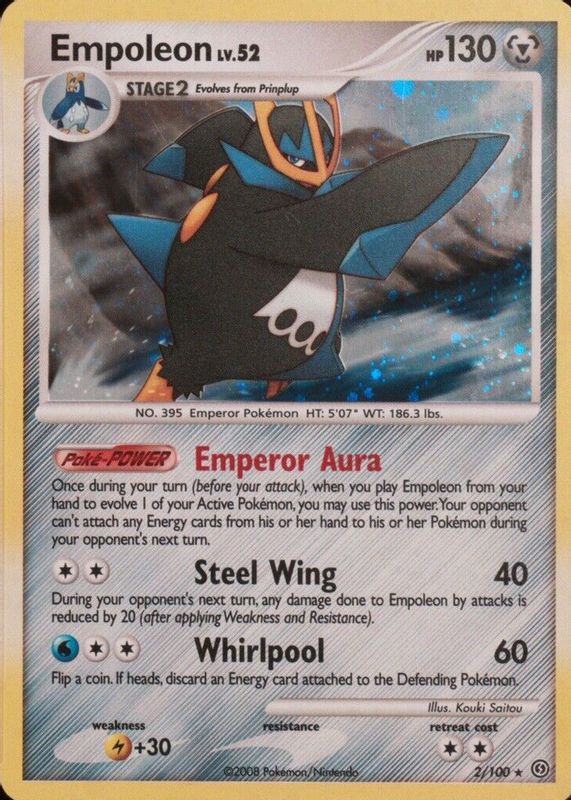 Empoleon LV.52 HP 130
STAGE2 Evolves from Prinplup
NO. 395 Emperor Pokémon HT: 5'07" WT: 186.3 lbs.
Poké-POWER Emperor Aura
Once during your turn (before your attack), when you play Empoleon from your
hand to evolve 1 of your Active Pokémon, you may use this power. Your opponent
can't attach any Energy cards from his or her hand to his or her Pokémon during
your opponent's next turn.
Steel Wing 40
During your opponent's next turn, any damage done to Empoleon by attacks is
reduced by 20 (after applying Weakness and Resistance).
Whirlpool 60
Flip a coin. If heads, discard an Energy card attached to the Defending Pokémon.
Illus. Kouki Saitou
weakness resistance retreat cost
+30
©2008 Pokémon/Nintendo 2/100 ★